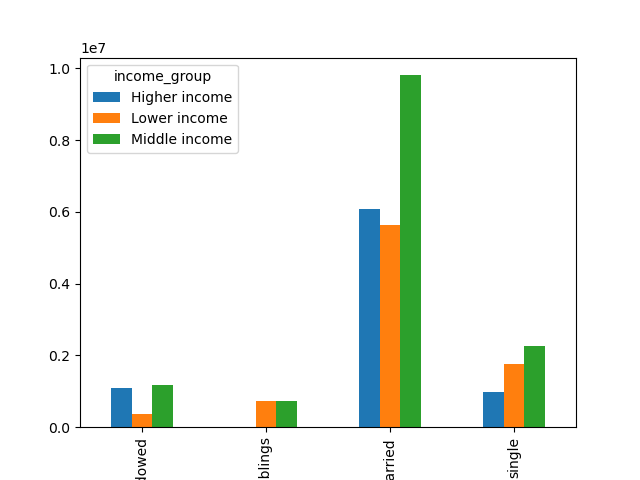 1e7
income_group
Higher income
Lower income
Middle income
1.0
0.8
0.6
0.4
0.2
0.0
dowed
blings
arried
single